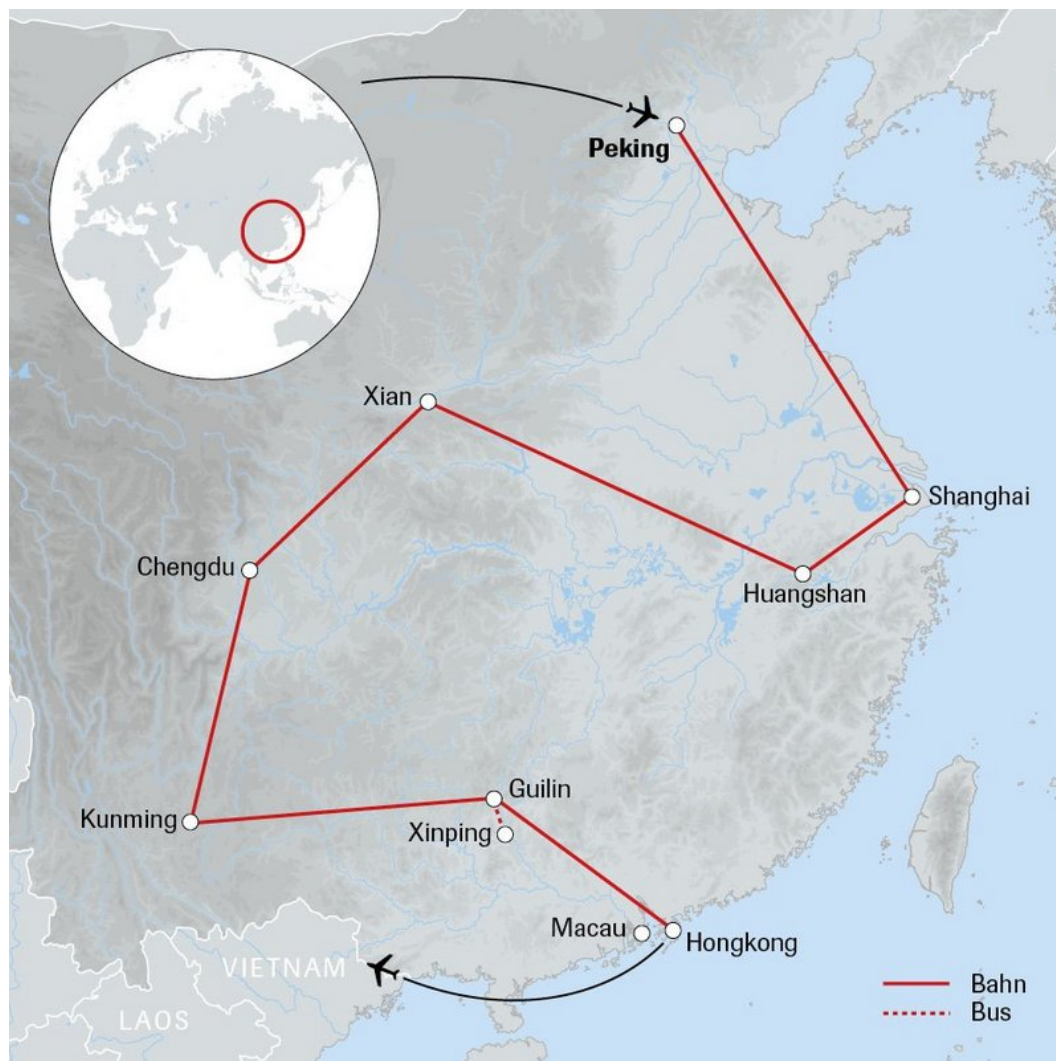 Peking
Xian
Shanghai
Chengdu
Huangshan
Guilin
Kunming
Xinping
Macau
Hongkong
VIETNAM
LAOS
Bahn
Bus